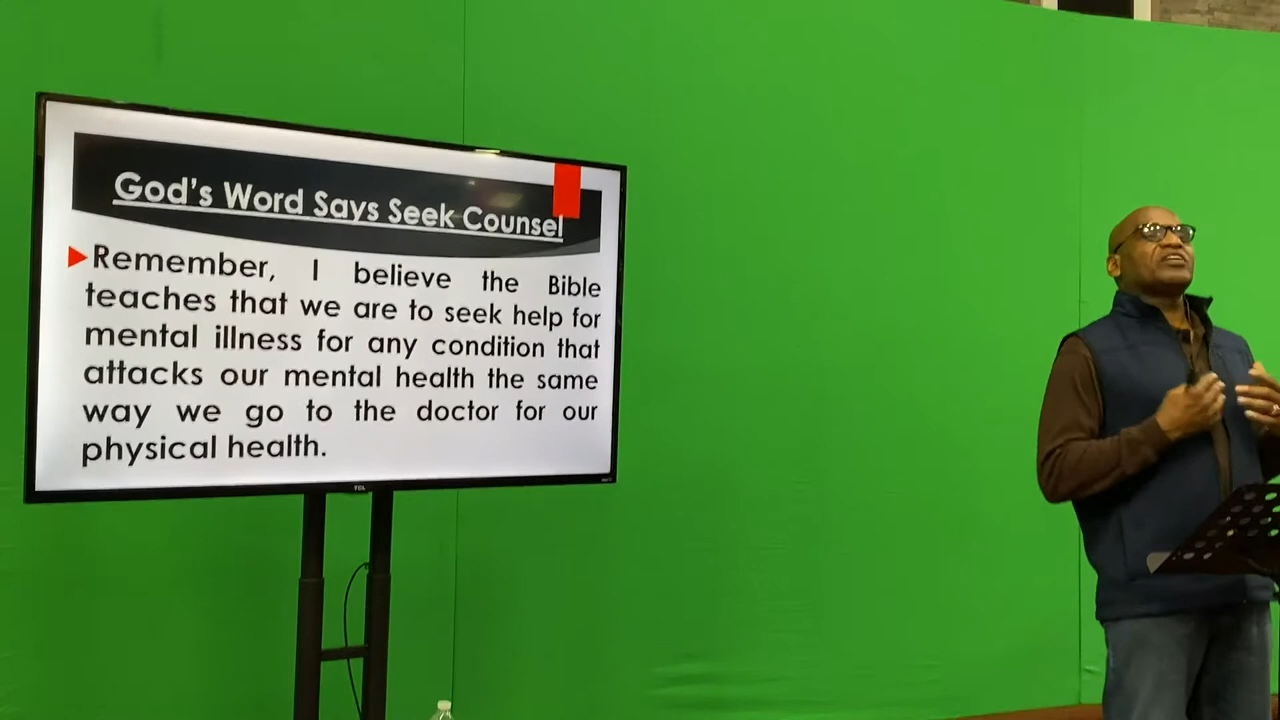 God's Word Says Seek Counsel
Remember, I believe the Bible
teaches that we are to seek help for
mental illness for any condition that
attacks our mental health the same
way we go to the doctor for our
physical health.
TCL